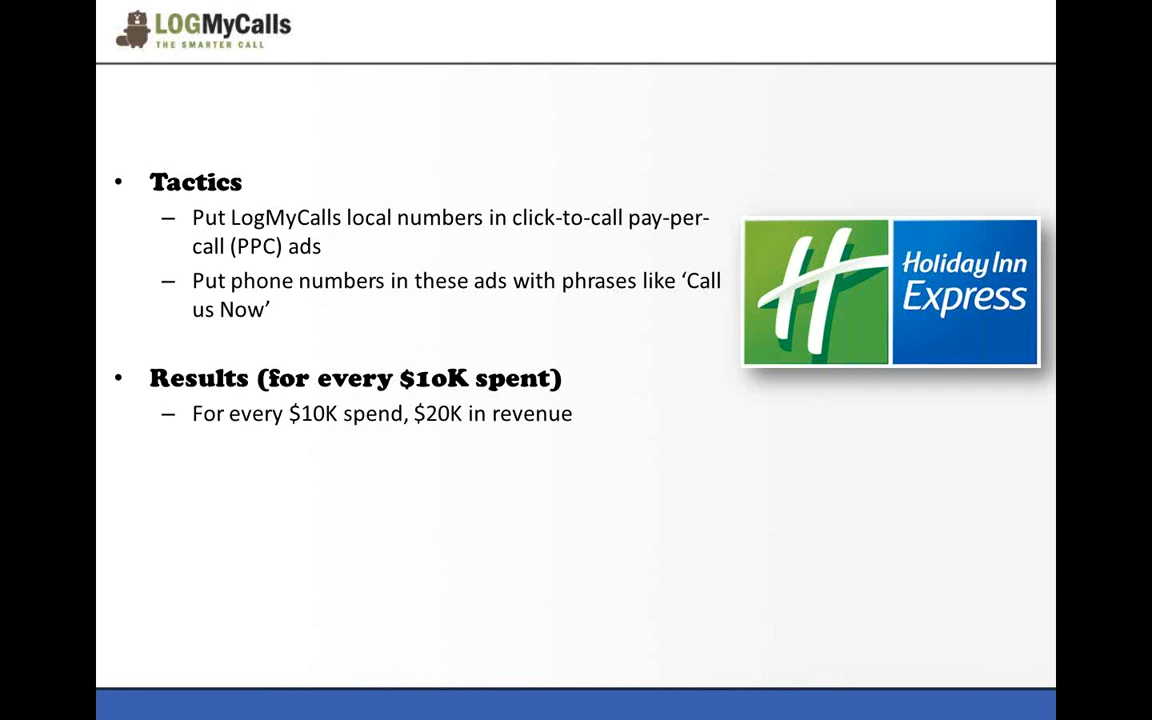 LOGMyCalls
THE SMARTER CALL
• Tactics
– Put LogMyCalls local numbers in click-to-call pay-per-
call (PPC) ads
– Put phone numbers in these ads with phrases like ‘Call
us Now’
Holiday Inn
Express
• Results (for every $10K spent)
– For every $10K spend, $20K in revenue